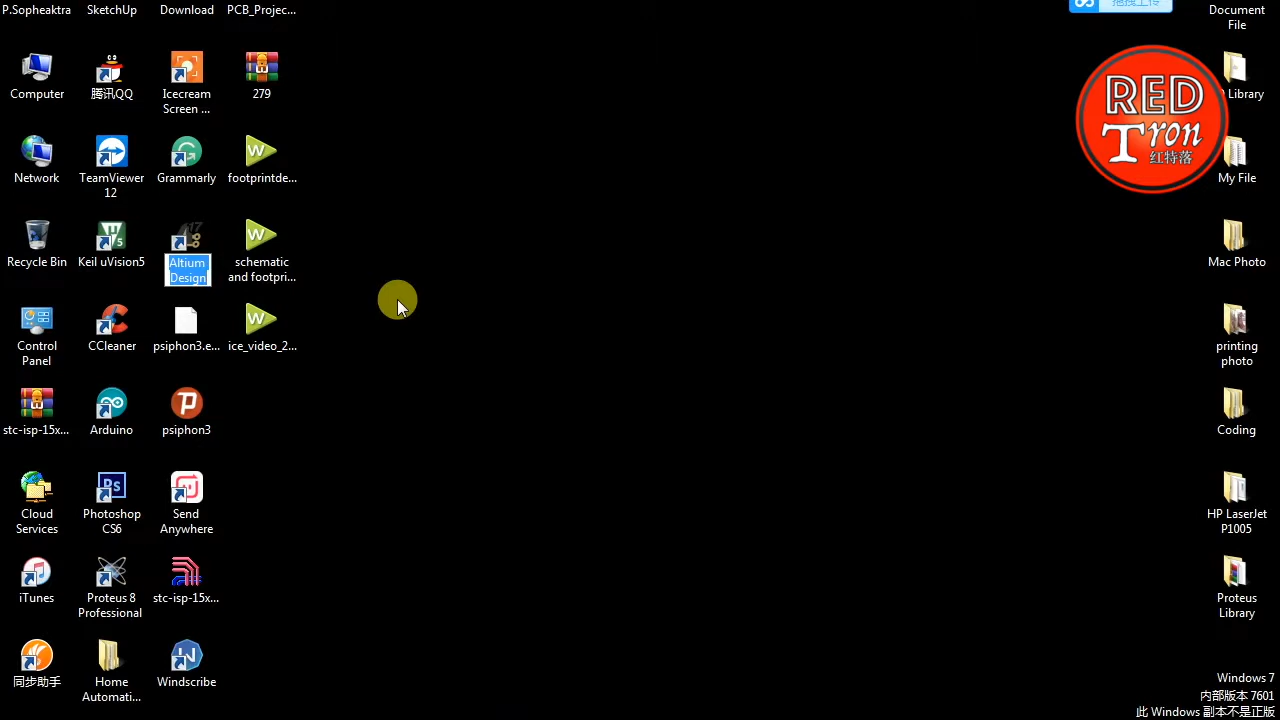 P.Sopheaktra
SketchUp
Download
PCB_Projec...
拖拽上传
Document
File
Computer
腾讯QQ
Icecream
Screen ...
279
RED
Tron
红特落
Library
Network
TeamViewer
12
Grammarly
footprintde...
My File
Recycle Bin
Keil uVision5
Altium
Design
schematic
and footpri...
Mac Photo
Control
Panel
CCleaner
psiphon3.e...
ice_video_2...
printing
photo
stc-isp-15x...
Arduino
psiphon3
Coding
Cloud
Services
Photoshop
CS6
Send
Anywhere
HP LaserJet
P1005
iTunes
Proteus 8
Professional
stc-isp-15x...
Proteus
Library
同步助手
Home
Automati...
Windscribe
Windows 7
内部版本 7601
此 Windows 副本不是正版